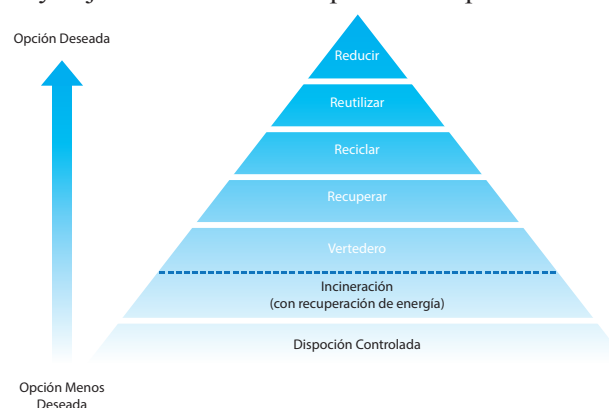 Opción Deseada
Reducir
Reutilizar
Reciclar
Recuperar
Vertedero
Incineración
(con recuperación de energía)
Dispoción Controlada
Opción Menos
Deseada